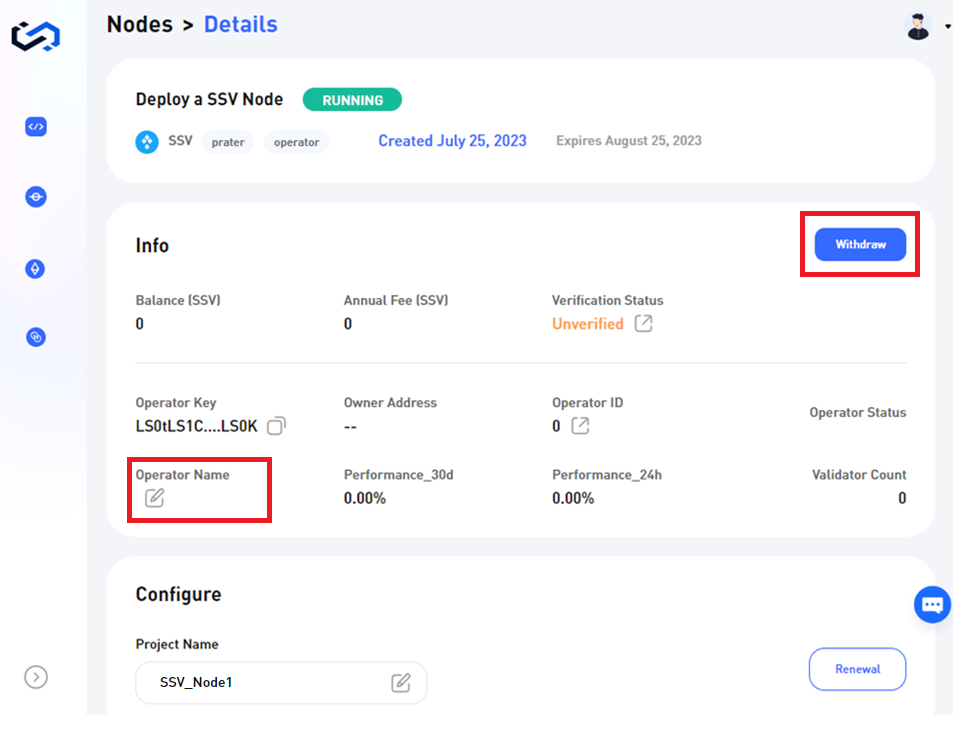 Nodes > Details
Deploy a SSV Node RUNNING
SSV prater operator Created July 25, 2023 Expires August 25, 2023
Info Withdraw
Balance (SSV) Annual Fee (SSV) Verification Status
0 0 Unverified
Operator Key Owner Address Operator ID Operator Status
LS0tLS1C....LS0K -- 0
Operator Name Performance_30d Performance_24h Validator Count
0.00% 0.00% 0
Configure
Project Name
SSV_Node1 Renewal